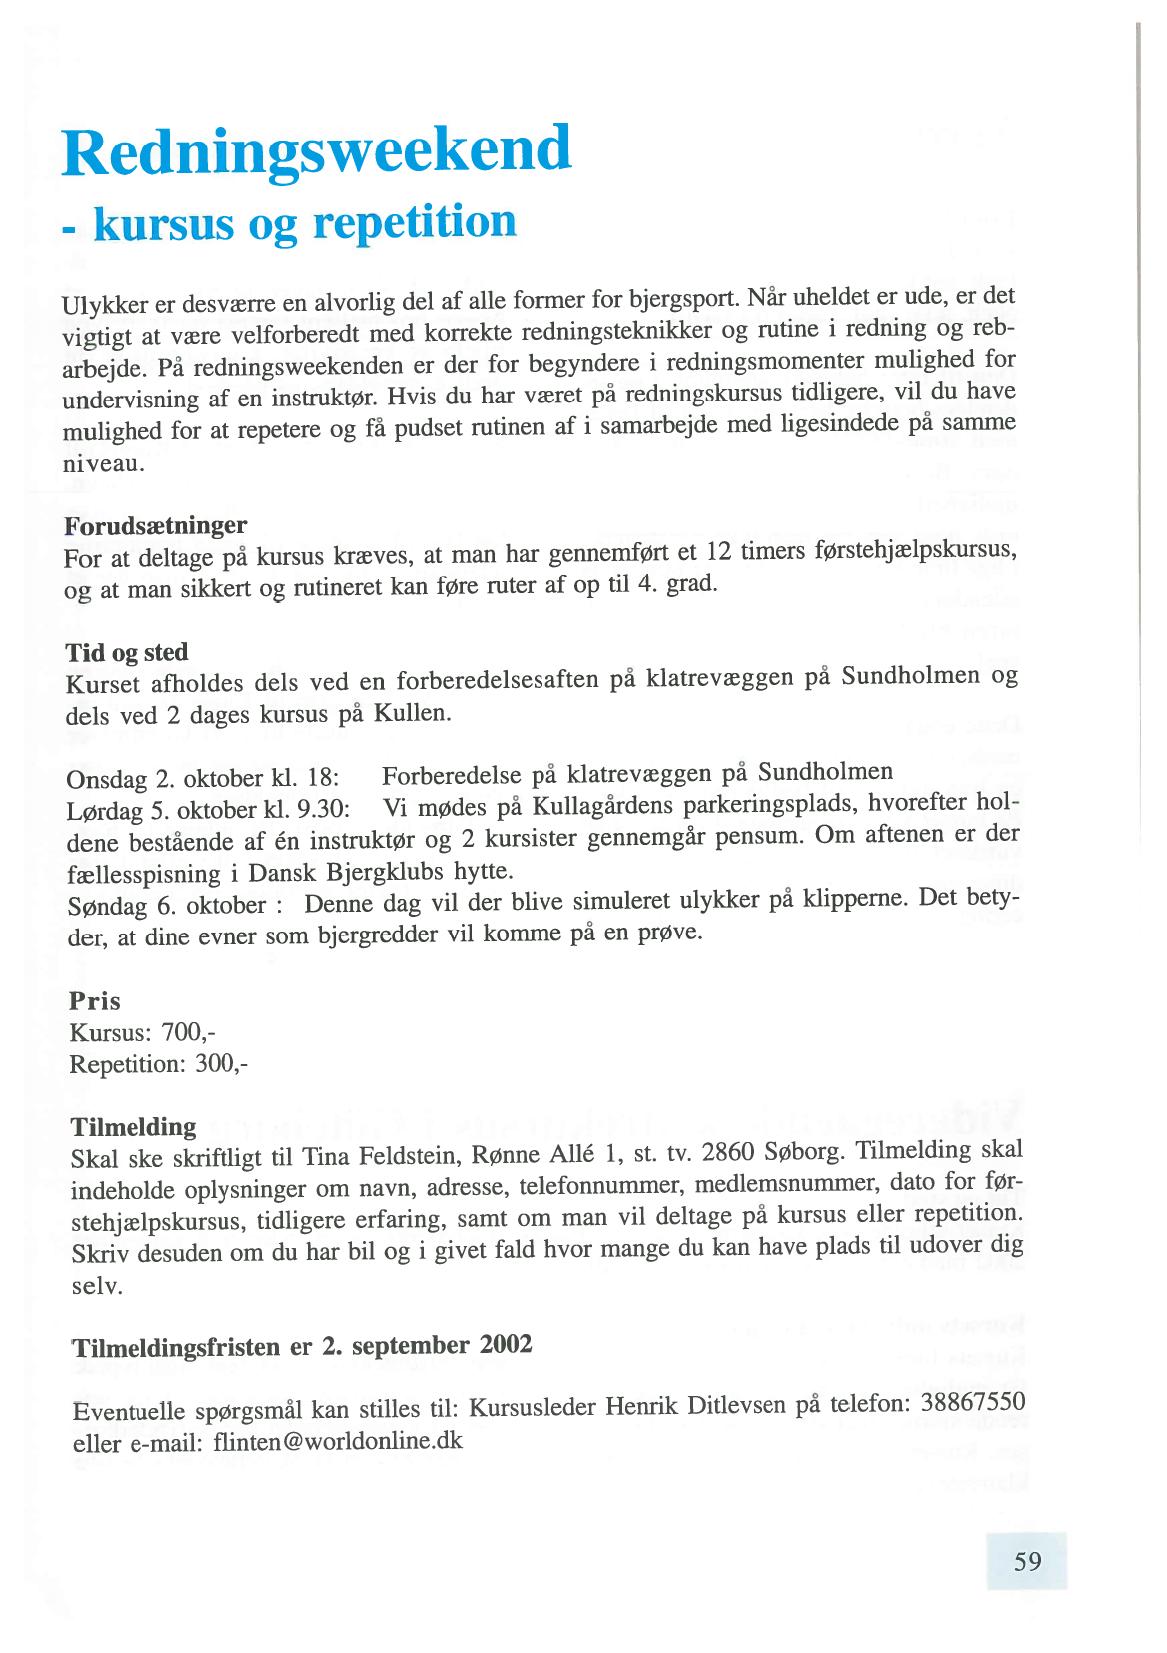 Redningsweekend
- kursus og repetition
Ulykker er desværre en alvorlig del af alle former for bjergsport. Når uheldet er ude, er det
vigtigt at være velforberedt med korrekte redningsteknikker og rutine i redning og reb-
arbejde. På redningsweekenden er der for begyndere i redningsmomenter mulighed for
undervisning af en instruktør. Hvis du har været på redningskursus tidligere, vil du have
mulighed for at repetere og få pudset rutinen af i samarbejde med ligesindede på samme
niveau.
Forudsætninger
For at deltage på kursus kræves, at man har gennemført et 12 timers førstehjælpskursus,
og at man sikkert og rutineret kan føre ruter af op til 4. grad.
Tid og sted
Kurset afholdes dels ved en forberedelsesaften på klatrevæggen på Sundholmen og
dels ved 2 dages kursus på Kullen.
Onsdag 2. oktober kl. 18: Forberedelse på klatrevæggen på Sundholmen
Lørdag 5. oktober kl. 9.30: Vi mødes på Kullagårdens parkeringsplads, hvorefter hol-
dene bestående af én instruktør og 2 kursister gennemgår pensum. Om aftenen er der
fællesspisning i Dansk Bjergklubs hytte.
Søndag 6. oktober : Denne dag vil der blive simuleret ulykker på klipperne. Det bety-
der, at dine evner som bjergredder vil komme på en prøve.
Pris
Kursus: 700,-
Repetition: 300,-
Tilmelding
Skal ske skriftligt til Tina Feldstein, Rønne Allé 1, st. tv. 2860 Søborg. Tilmelding skal
indeholde oplysninger om navn, adresse, telefonnummer, medlemsnummer, dato for før-
stehjælpskursus, tidligere erfaring, samt om man vil deltage på kursus eller repetition.
Skriv desuden om du har bil og i givet fald hvor mange du kan have plads til udover dig
selv.
Tilmeldingsfristen er 2. september 2002
Eventuelle spørgsmål kan stilles til: Kursusleder Henrik Ditlevsen på telefon: 38867550
eller e-mail: flinten@worldonline.dk
59